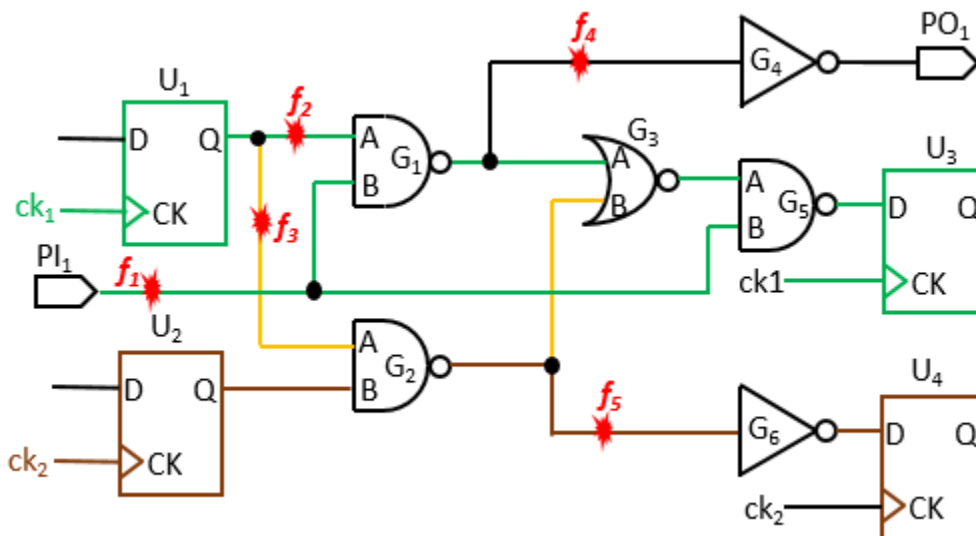 PO₁
f₄
G₄
U₁
f₂
D
Q
A
G₁
B
G₃
A
B
U₃
A
G₅
B
D
Q
ck₁
CK
f₃
PI₁
f₁
ck1
CK
U₂
A
G₂
B
D
Q
f₅
G₆
U₄
D
Q
ck₂
CK
ck₂
CK